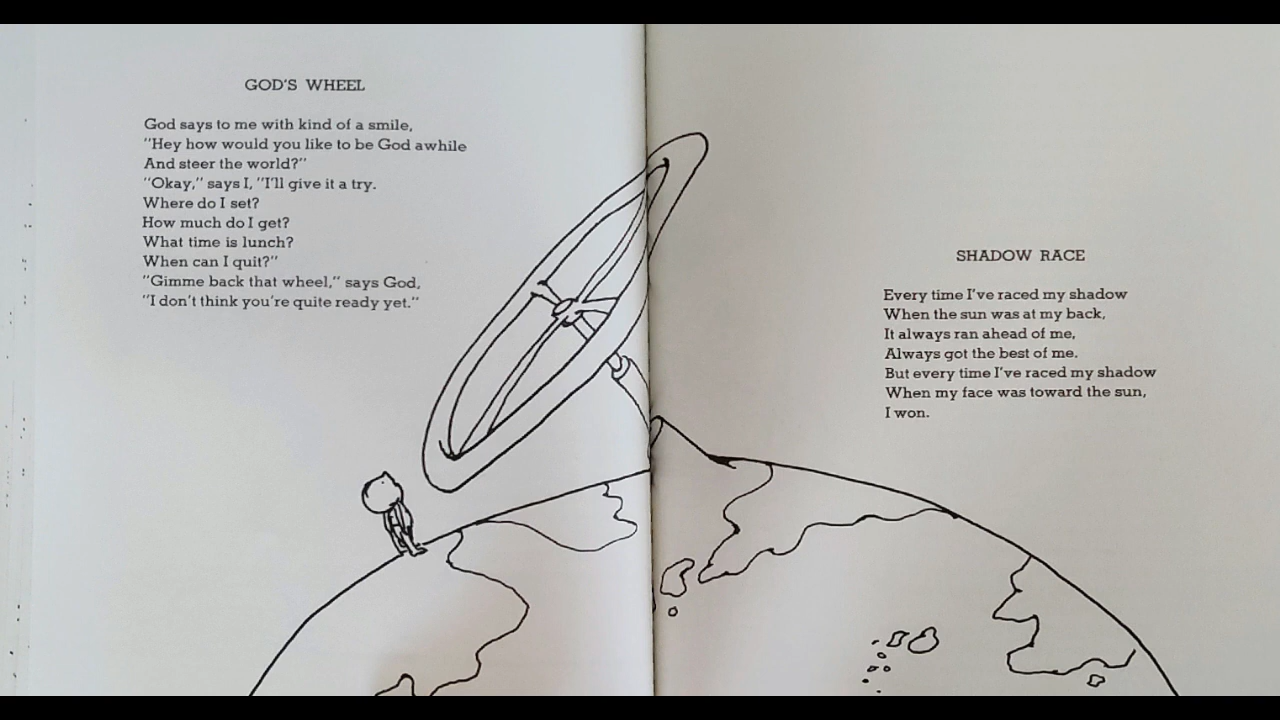 GOD'S WHEEL
God says to me with kind of a smile,
"Hey how would you like to be God awhile
And steer the world?"
"Okay," says I, "I'll give it a try.
Where do I set?
How much do I get?
What time is lunch?
When can I quit?"
"Gimme back that wheel," says God,
"I don't think you're quite ready yet."
SHADOW RACE
Every time I've raced my shadow
When the sun was at my back,
It always ran ahead of me,
Always got the best of me.
But every time I've raced my shadow
When my face was toward the sun,
I won.